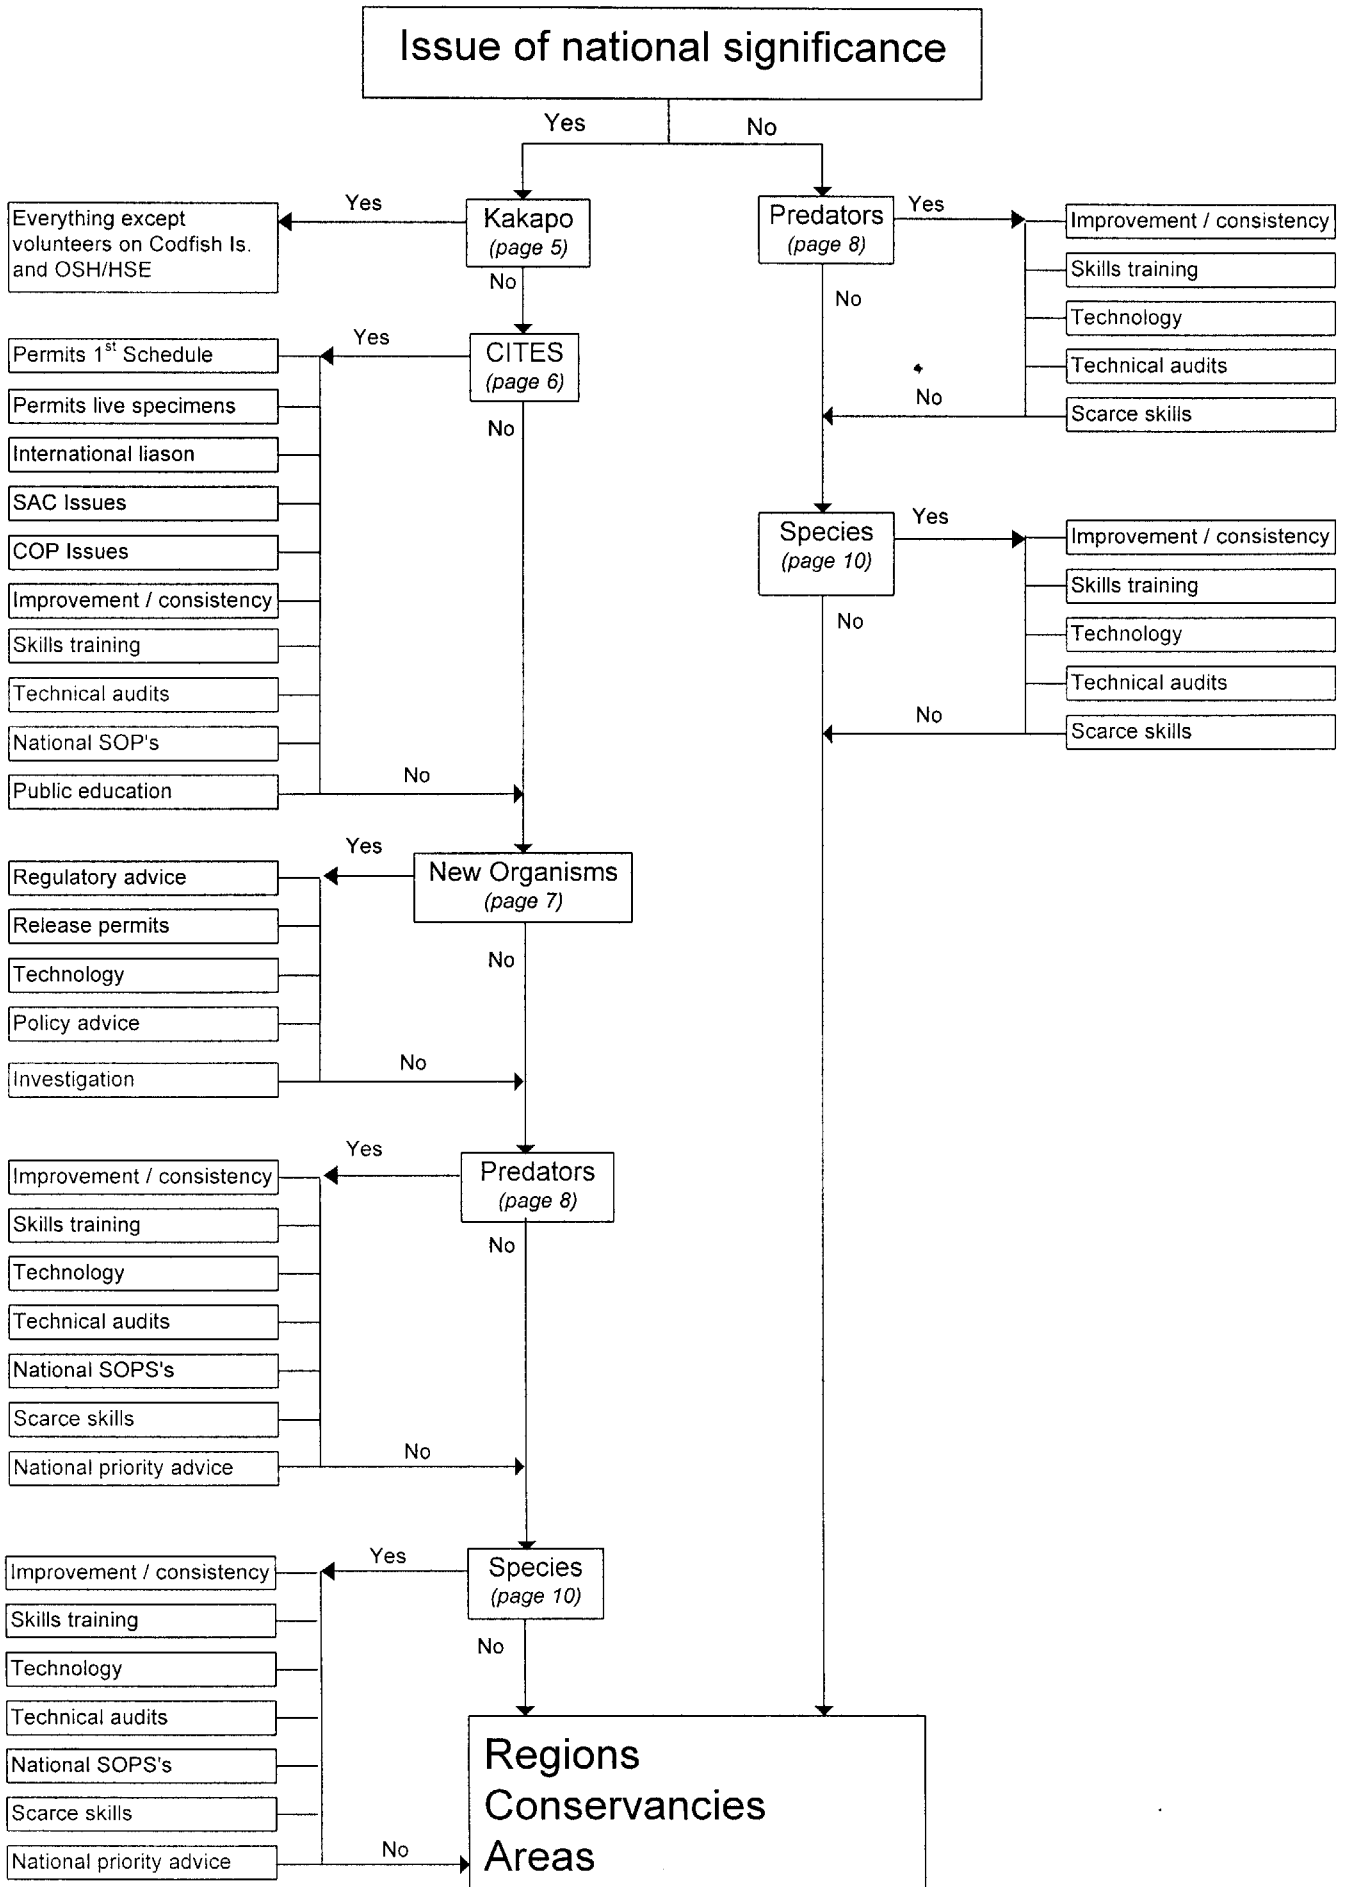 Issue of national significance
Yes
No
Kakapo
(page 5)
Yes
Everything except
volunteers on Codfish Is.
and OSH/HSE
No
CITES
(page 6)
Yes
Permits 1st Schedule
Permits live specimens
International liason
SAC Issues
COP Issues
Improvement / consistency
Skills training
Technical audits
National SOP's
Public education
No
No
New Organisms
(page 7)
Yes
Regulatory advice
Release permits
Technology
Policy advice
Investigation
No
No
Predators
(page 8)
Yes
Improvement / consistency
Skills training
Technology
Technical audits
National SOPS's
Scarce skills
National priority advice
No
No
Species
(page 10)
Yes
Improvement / consistency
Skills training
Technology
Technical audits
National SOPS's
Scarce skills
National priority advice
No
No
Predators
(page 8)
Yes
Improvement / consistency
Skills training
Technology
Technical audits
Scarce skills
No
No
Species
(page 10)
Yes
Improvement / consistency
Skills training
Technology
Technical audits
Scarce skills
No
No
Regions
Conservancies
Areas